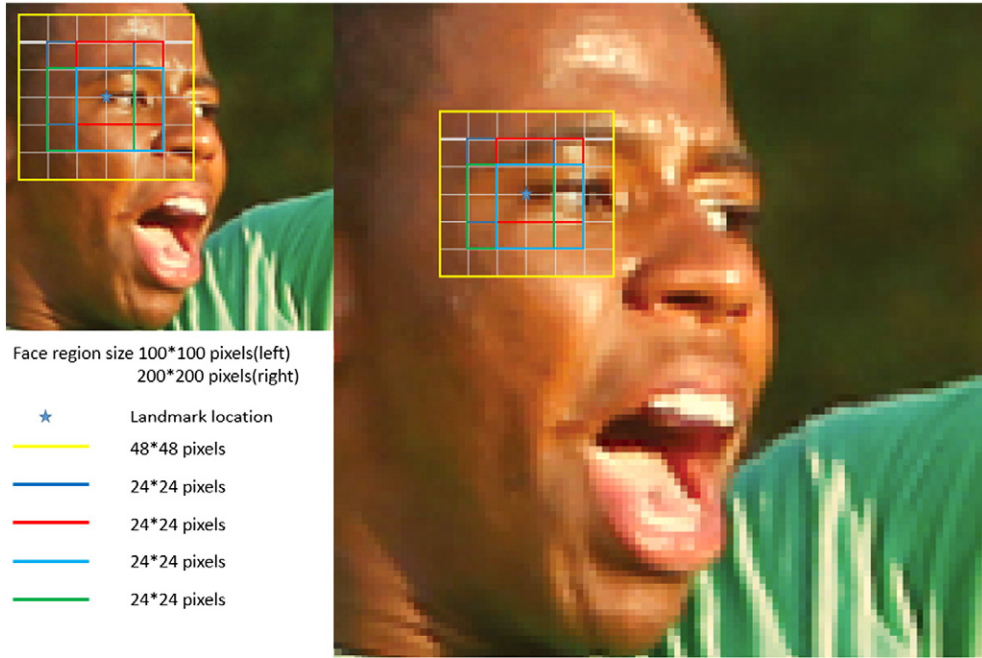 Face region size 100*100 pixels(left)
200*200 pixels(right)
Landmark location
48*48 pixels
24*24 pixels
24*24 pixels
24*24 pixels
24*24 pixels